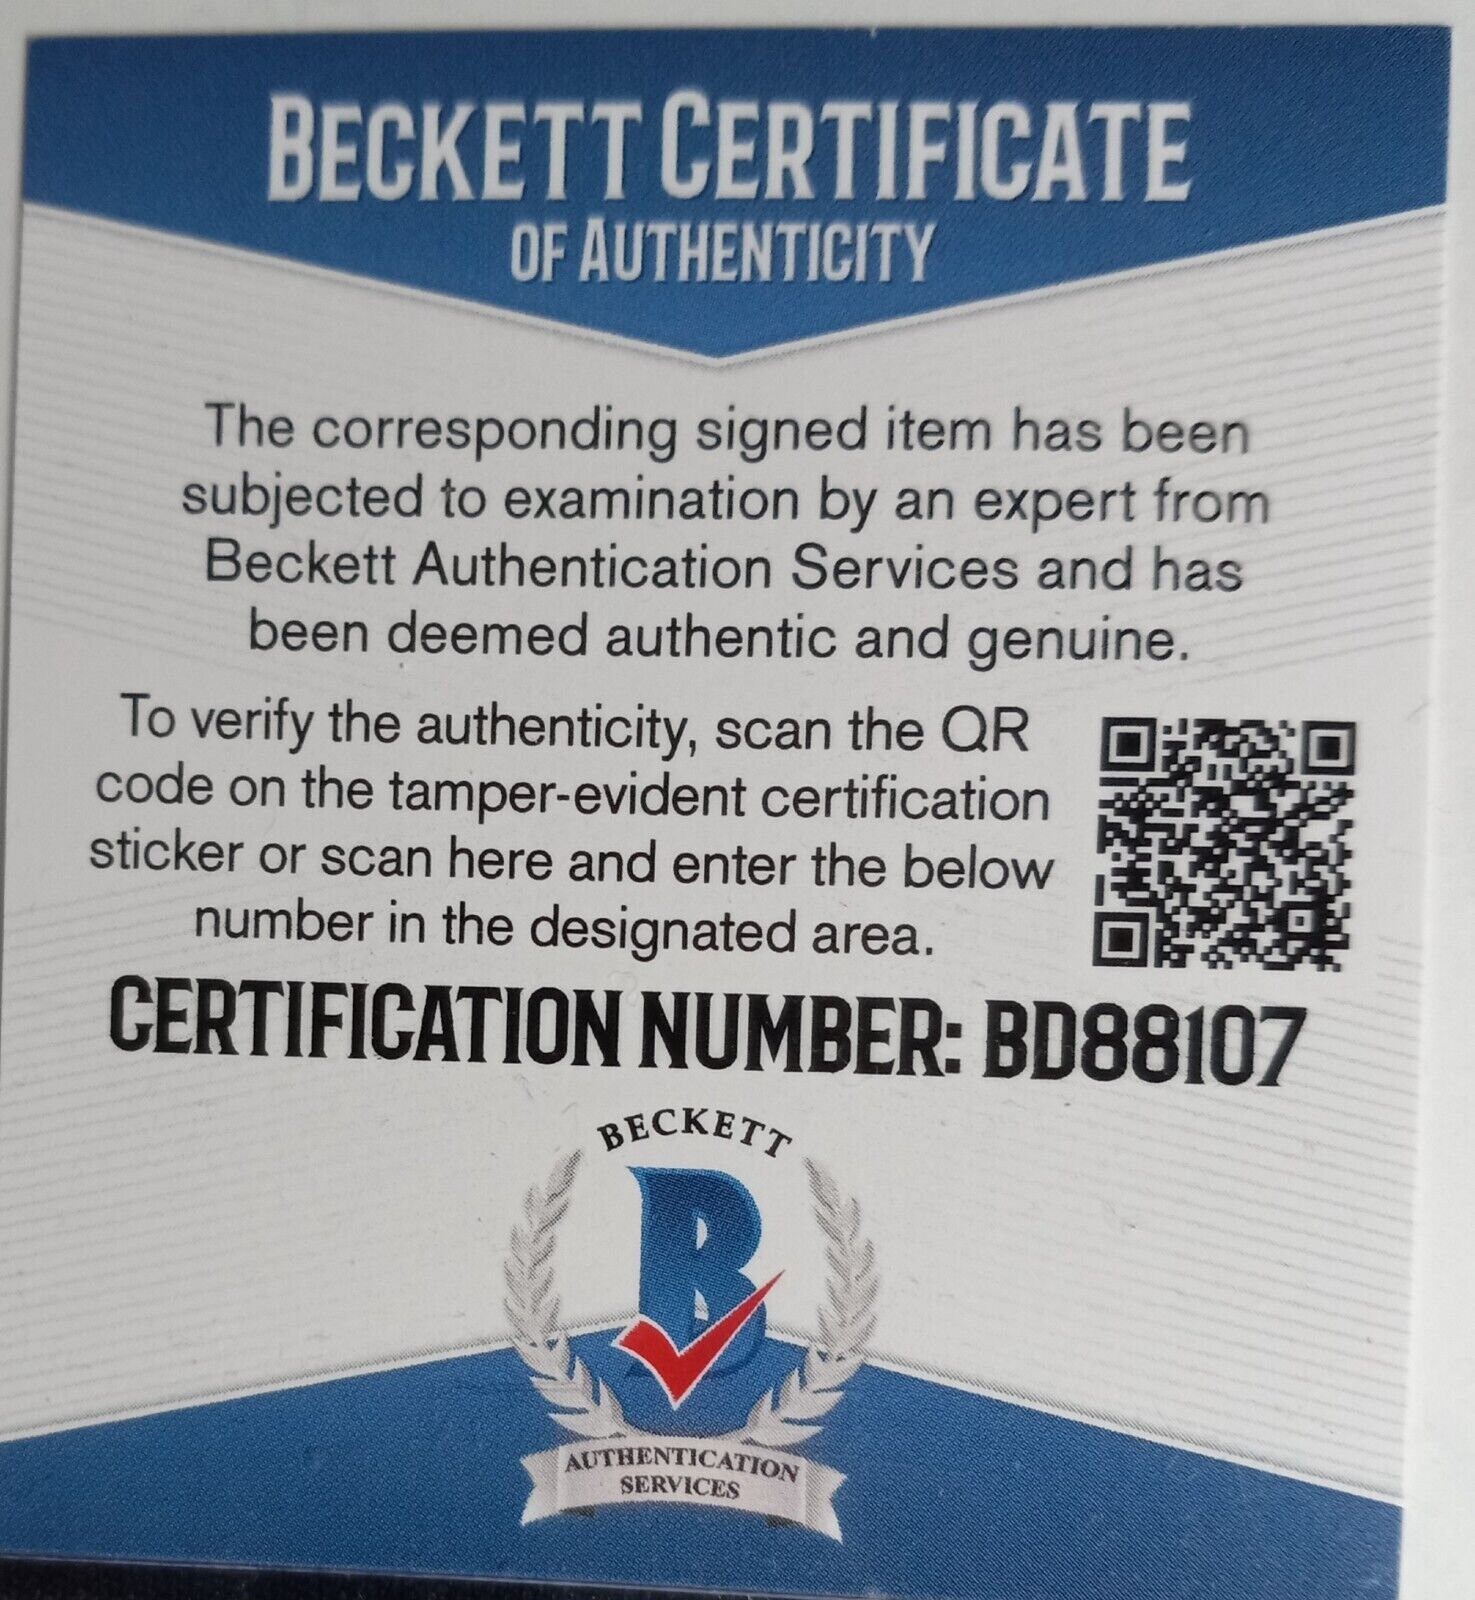 BECKETT CERTIFICATE
OF AUTHENTICITY
The corresponding signed item has been
subjected to examination by an expert from
Beckett Authentication Services and has
been deemed authentic and genuine.
To verify the authenticity, scan the QR
code on the tamper-evident certification
sticker or scan here and enter the below
number in the designated area.
CERTIFICATION NUMBER: BD88107
BECKETT
B
AUTHENTICATION
SERVICES